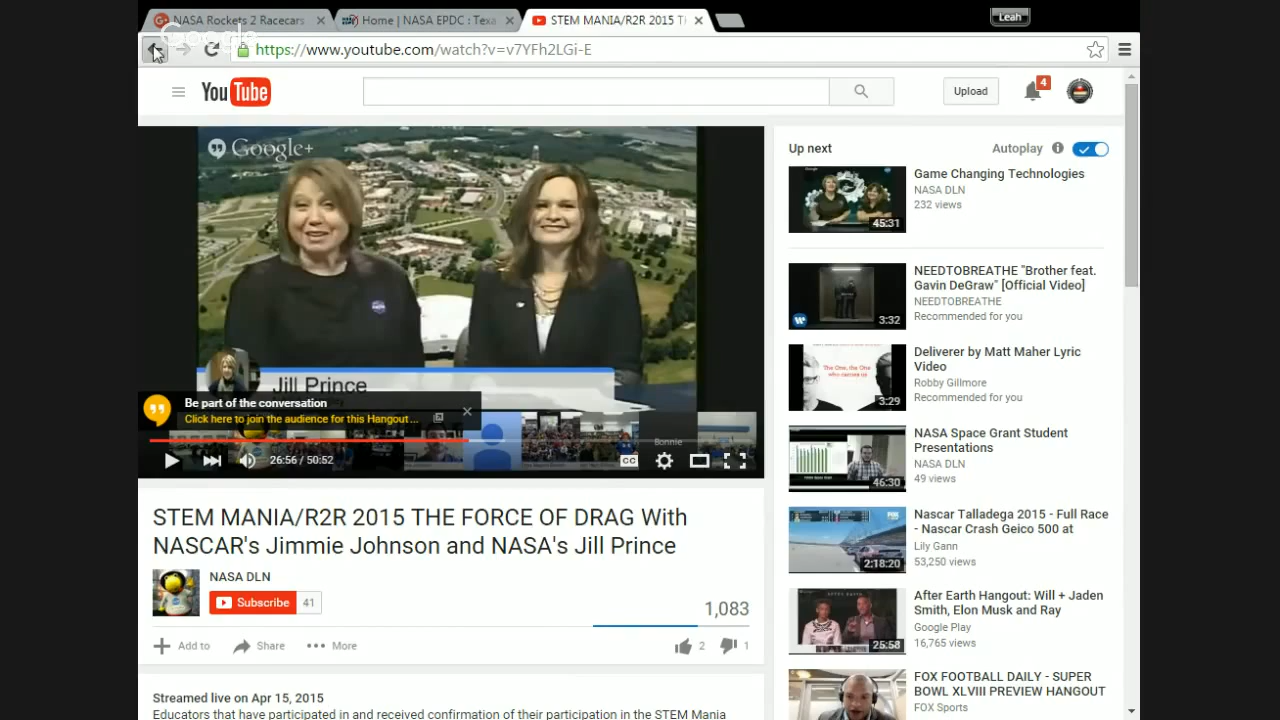 NASA Rockets 2 Racecars
Home | NASA EPDC : Texa
STEM MANIA/R2R 2015 T
Leah
Google
https://www.youtube.com/watch?v=v7YFh2LGi-E
YouTube
Upload
4
Google+
Jill Prince
Be part of the conversation
Click here to join the audience for this Hangout...
Bonnie
26:56 / 50:52
CC
STEM MANIA/R2R 2015 THE FORCE OF DRAG With
NASCAR's Jimmie Johnson and NASA's Jill Prince
NASA DLN
Subscribe 41
1,083
Add to Share More 2 1
Streamed live on Apr 15, 2015
Educators that have participated in and received confirmation of their participation in the STEM Mania
Up next Autoplay
Game Changing Technologies
NASA DLN
232 views
45:31
NEEDTOBREATHE "Brother feat.
Gavin DeGraw" [Official Video]
NEEDTOBREATHE
Recommended for you
3:32
Deliverer by Matt Maher Lyric
Video
Robby Gillmore
Recommended for you
The One, the One
3:29
NASA Space Grant Student
Presentations
NASA DLN
49 views
46:30
Nascar Talladega 2015 - Full Race
- Nascar Crash Geico 500 at
Lily Gann
53,250 views
2:18:20
After Earth Hangout: Will + Jaden
Smith, Elon Musk and Ray
Google Play
16,765 views
25:58
FOX FOOTBALL DAILY - SUPER
BOWL XLVIII PREVIEW HANGOUT
FOX Sports